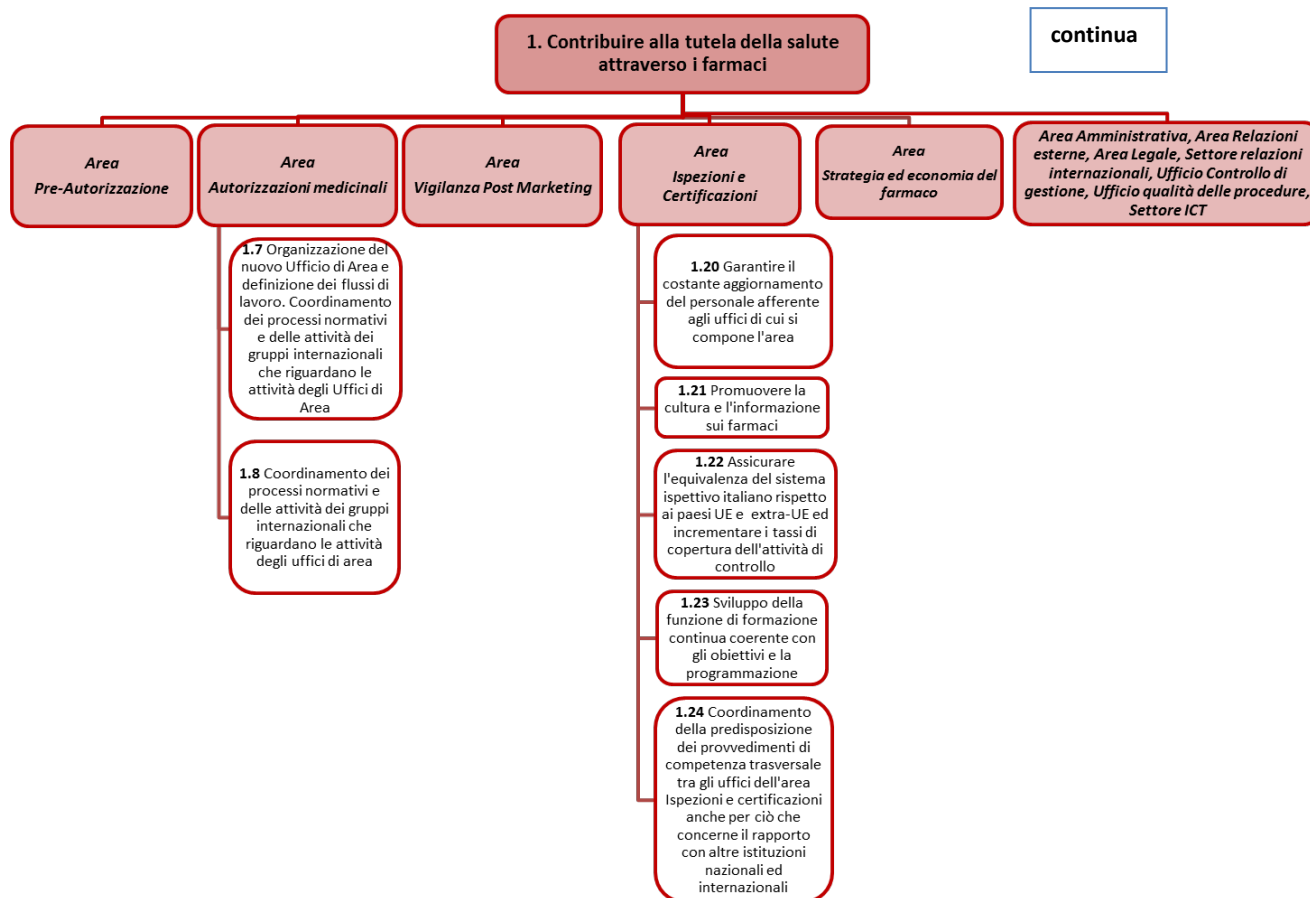 1. Contribuire alla tutela della salute
attraverso i farmaci
continua
Area
Pre-Autorizzazione
Area
Autorizzazioni medicinali
Area
Vigilanza Post Marketing
Area
Ispezioni e
Certificazioni
Area
Strategia ed economia del
farmaco
Area Amministrativa, Area Relazioni
esterne, Area Legale, Settore relazioni
internazionali, Ufficio Controllo di
gestione, Ufficio qualità delle procedure,
Settore ICT
1.7 Organizzazione del
nuovo Ufficio di Area e
definizione dei flussi di
lavoro. Coordinamento
dei processi normativi
e delle attività dei
gruppi internazionali
che riguardano le
attività degli Uffici di
Area
1.8 Coordinamento dei
processi normativi e
delle attività dei gruppi
internazionali che
riguardano le attività
degli uffici di area
1.20 Garantire il
costante aggiornamento
del personale afferente
agli uffici di cui si
compone l'area
1.21 Promuovere la
cultura e l'informazione
sui farmaci
1.22 Assicurare
l'equivalenza del sistema
ispettivo italiano rispetto
ai paesi UE e extra-UE ed
incrementare i tassi di
copertura dell'attività di
controllo
1.23 Sviluppo della
funzione di formazione
continua coerente con
gli obiettivi e la
programmazione
1.24 Coordinamento
della predisposizione
dei provvedimenti di
competenza trasversale
tra gli uffici dell'area
Ispezioni e certificazioni
anche per ciò che
concerne il rapporto
con altre istituzioni
nazionali ed
internazionali